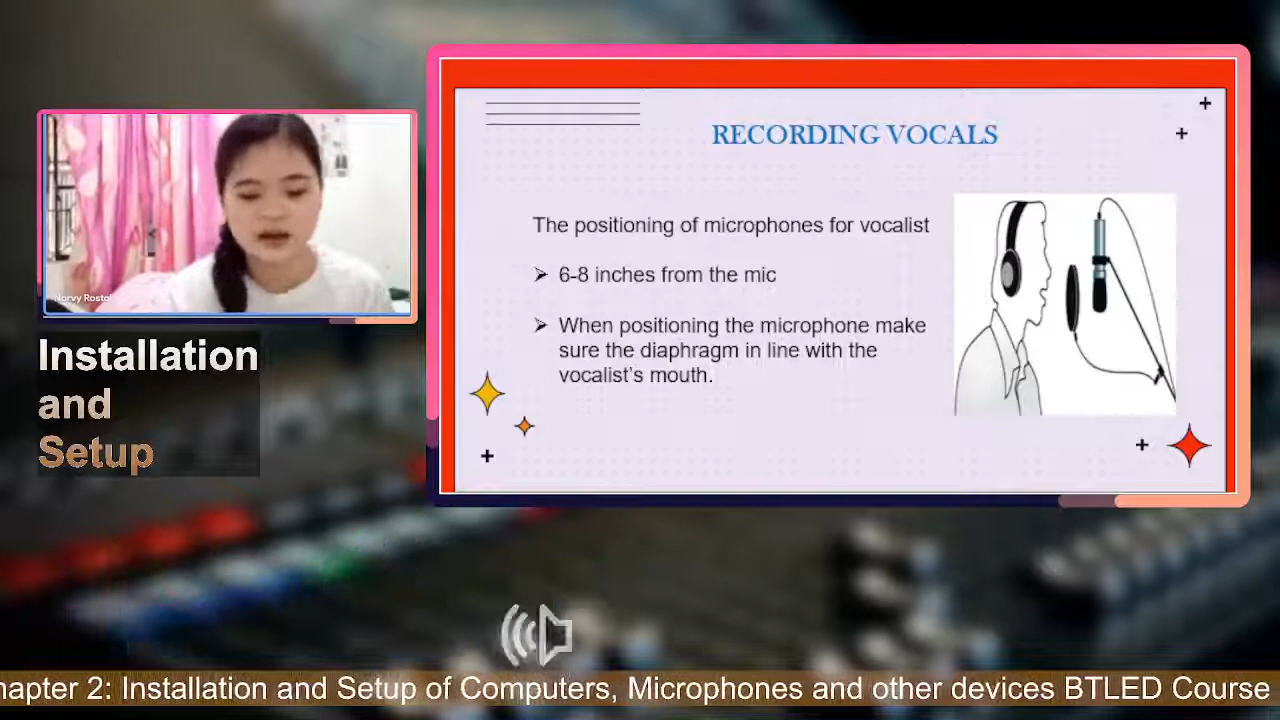 RECORDING VOCALS
The positioning of microphones for vocalist
➢ 6-8 inches from the mic
➢ When positioning the microphone make
sure the diaphragm in line with the
vocalist's mouth.
Norvy Rostol
Installation
and
Setup
hapter 2: Installation and Setup of Computers, Microphones and other devices BTLED Course